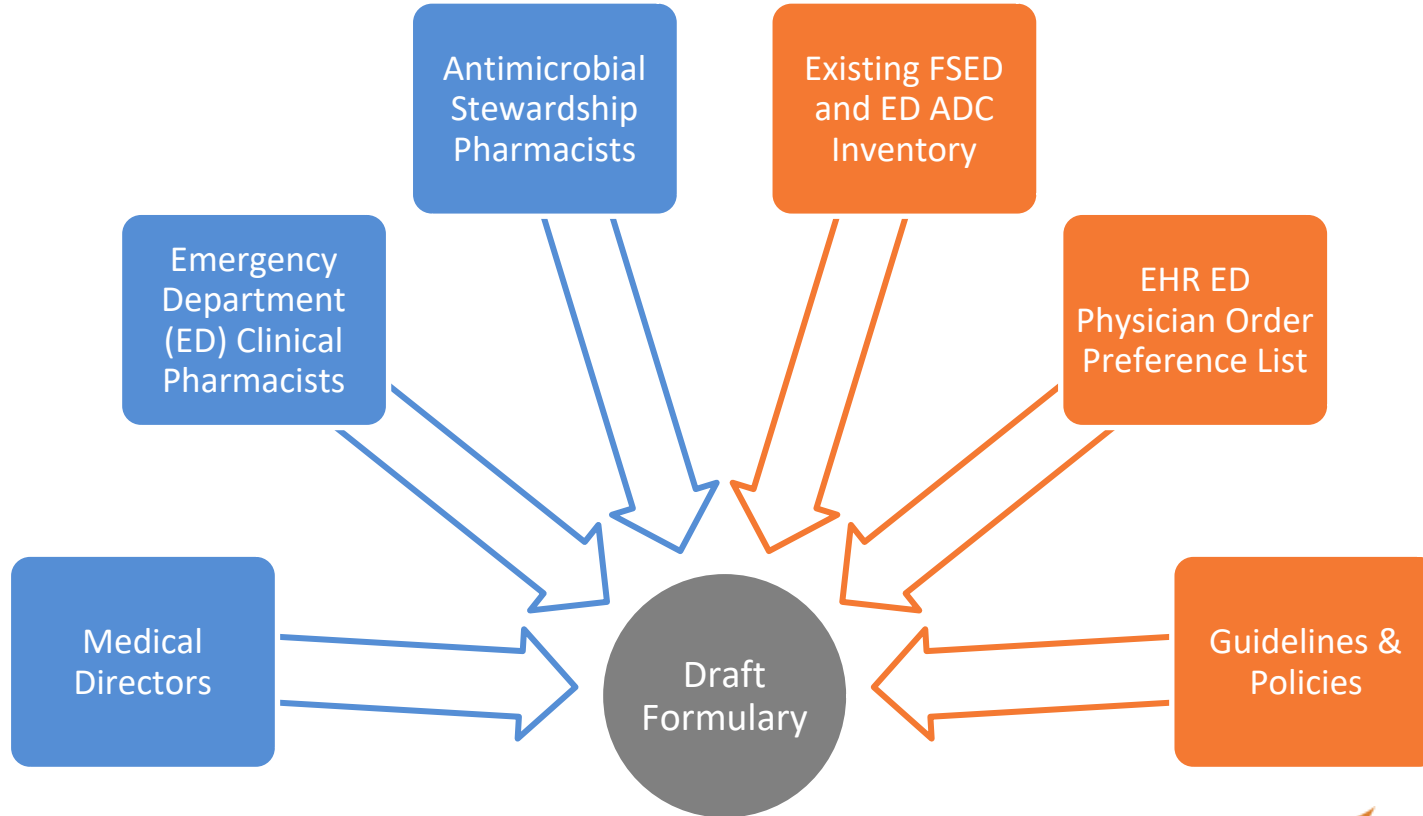 Antimicrobial
Stewardship
Pharmacists
Existing FSED
and ED ADC
Inventory
Emergency
Department
(ED) Clinical
Pharmacists
EHR ED
Physician Order
Preference List
Medical
Directors
Draft
Formulary
Guidelines &
Policies